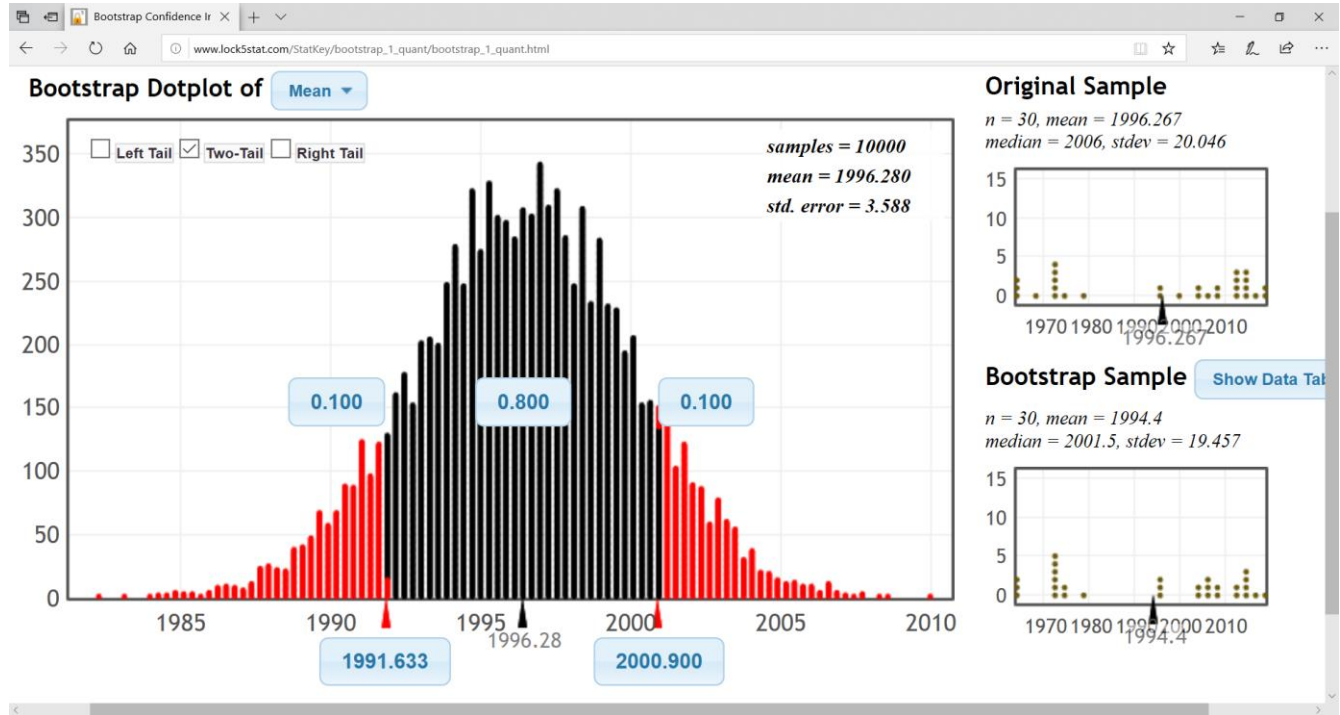 Bootstrap Confidence Ir
www.lock5stat.com/StatKey/bootstrap_1_quant/bootstrap_1_quant.html
Bootstrap Dotplot of Mean
Left Tail Two-Tail Right Tail
samples = 10000
mean = 1996.280
std. error = 3.588
350
300
250
200
150
100
50
0
0.100 0.800 0.100
1985 1990 1995 2000 2005 2010
1996.28
1991.633 2000.900
Original Sample
n = 30, mean = 1996.267
median = 2006, stdev = 20.046
15
10
5
0
1970 1980 1990 2000 2010
1996.267
Bootstrap Sample Show Data Tab
n = 30, mean = 1994.4
median = 2001.5, stdev = 19.457
15
10
5
0
1970 1980 1990 2000 2010
1994.4